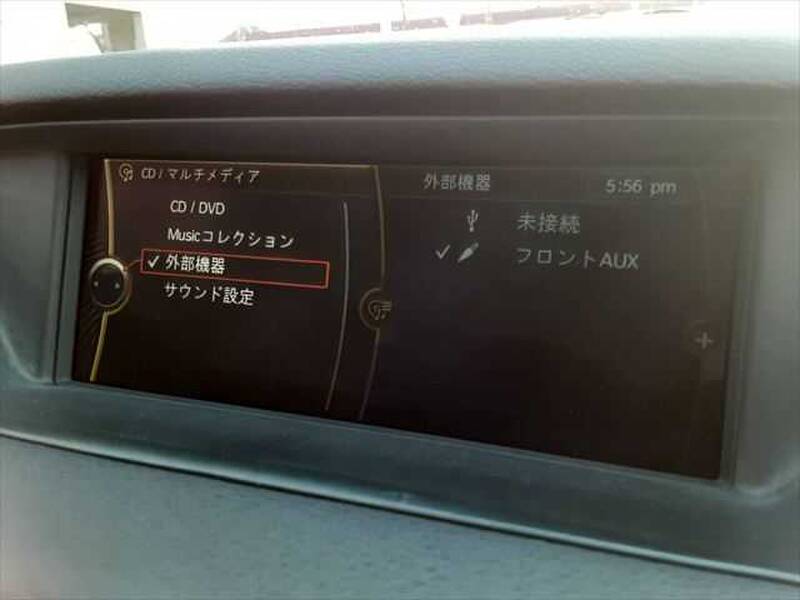 CD / マルチメディア
CD / DVD
Musicコレクション
外部機器
サウンド設定
外部機器 5:56 pm
未接続
フロントAUX